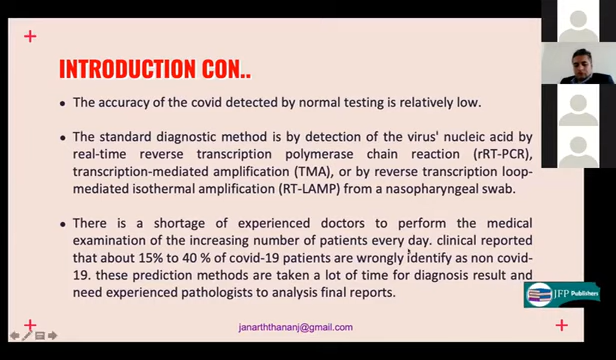 INTRODUCTION CON..
The accuracy of the covid detected by normal testing is relatively low.
The standard diagnostic method is by detection of the virus' nucleic acid by
real-time reverse transcription polymerase chain reaction (rRT-PCR),
transcription-mediated amplification (TMA), or by reverse transcription loop-
mediated isothermal amplification (RT-LAMP) from a nasopharyngeal swab.
There is a shortage of experienced doctors to perform the medical
examination of the increasing number of patients every day. clinical reported
that about 15% to 40 % of covid-19 patients are wrongly identify as non covid-
19. these prediction methods are taken a lot of time for diagnosis result and
need experienced pathologists to analysis final reports.
JFP
Publishers
janarththananj@gmail.com